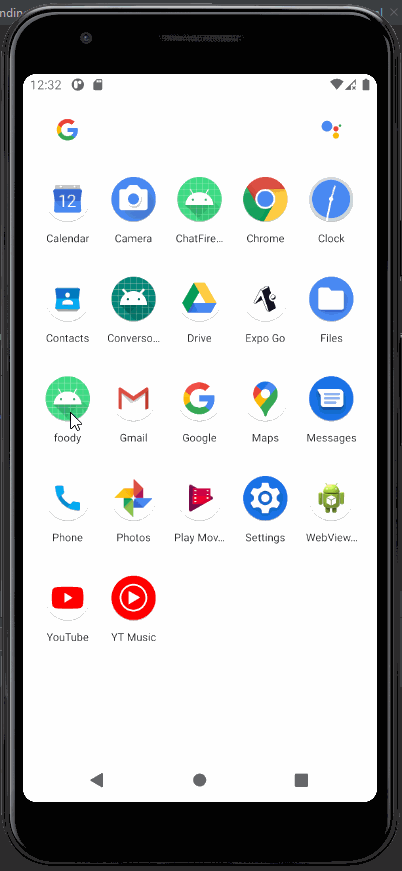 ndin
el
12:32
12
Calendar
Camera
ChatFire...
Chrome
Clock
Contacts
Converso...
Drive
Expo Go
Files
foody
Gmail
Google
Maps
Messages
Phone
Photos
Play Mov...
Settings
WebView...
YouTube
YT Music